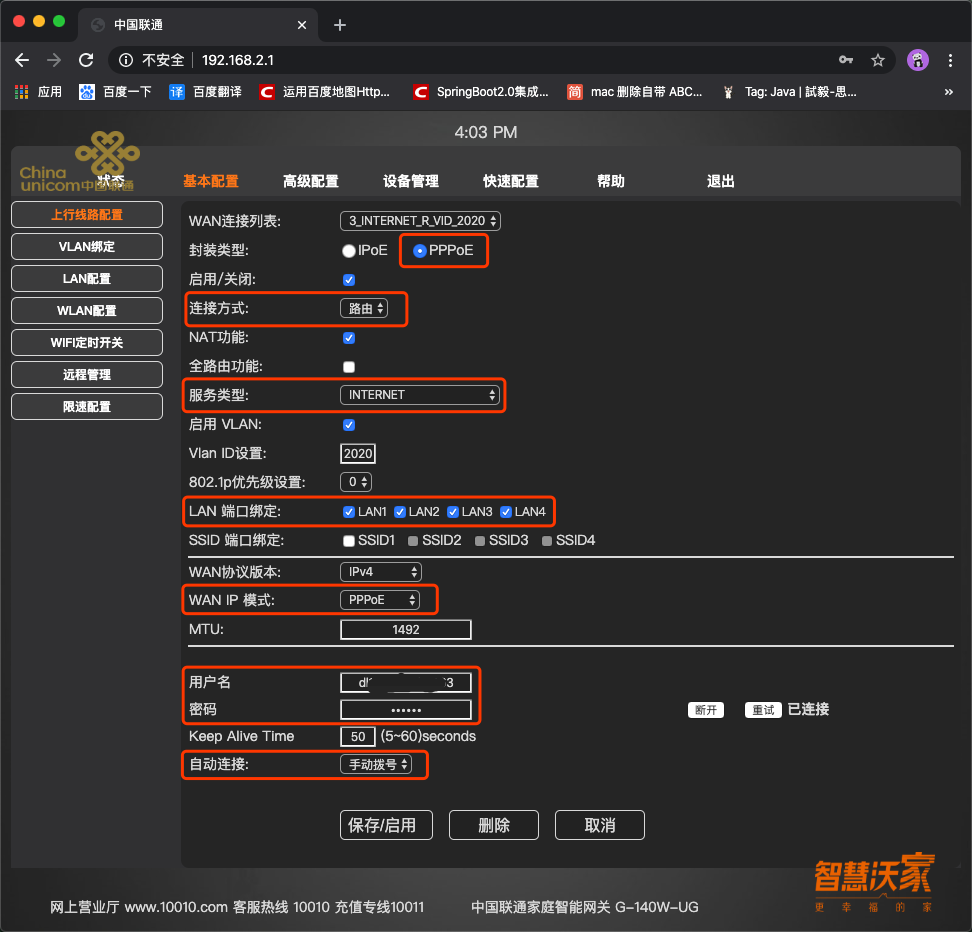 中国联通
不安全 192.168.2.1
应用 百度一下 百度翻译 运用百度地图Http... SpringBoot2.0集成... mac 删除自带 ABC... Tag: Java | 試毅-思... »
4:03 PM
China unicom中国联通
状态 基本配置 高级配置 设备管理 快速配置 帮助 退出
上行线路配置
VLAN绑定
LAN配置
WLAN配置
WIFI定时开关
远程管理
限速配置
WAN连接列表: 3_INTERNET_R_VID_2020
封装类型: IPoE PPPoE
启用/关闭:
连接方式: 路由
NAT功能:
全路由功能:
服务类型: INTERNET
启用 VLAN:
Vlan ID设置: 2020
802.1p优先级设置: 0
LAN 端口绑定: LAN1 LAN2 LAN3 LAN4
SSID 端口绑定: SSID1 SSID2 SSID3 SSID4
WAN协议版本: IPv4
WAN IP 模式: PPPoE
MTU: 1492
用户名
密码 ••••••
断开 重试 已连接
Keep Alive Time 50 (5~60)seconds
自动连接: 手动拨号
保存/启用 删除 取消
智慧沃家
更幸福的家
网上营业厅 www.10010.com 客服热线 10010 充值专线10011 中国联通家庭智能网关 G-140W-UG